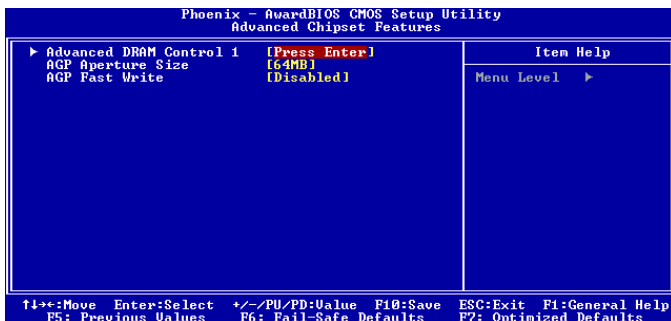 Phoenix - AwardBIOS CMOS Setup Utility
Advanced Chipset Features
▶ Advanced DRAM Control 1 [Press Enter]
AGP Aperture Size [64MB]
AGP Fast Write [Disabled]
Item Help
Menu Level ▶
↑↓→←:Move Enter:Select +/-/PU/PD:Value F10:Save ESC:Exit F1:General Help
F5: Previous Values F6: Fail-Safe Defaults F7: Optimized Defaults